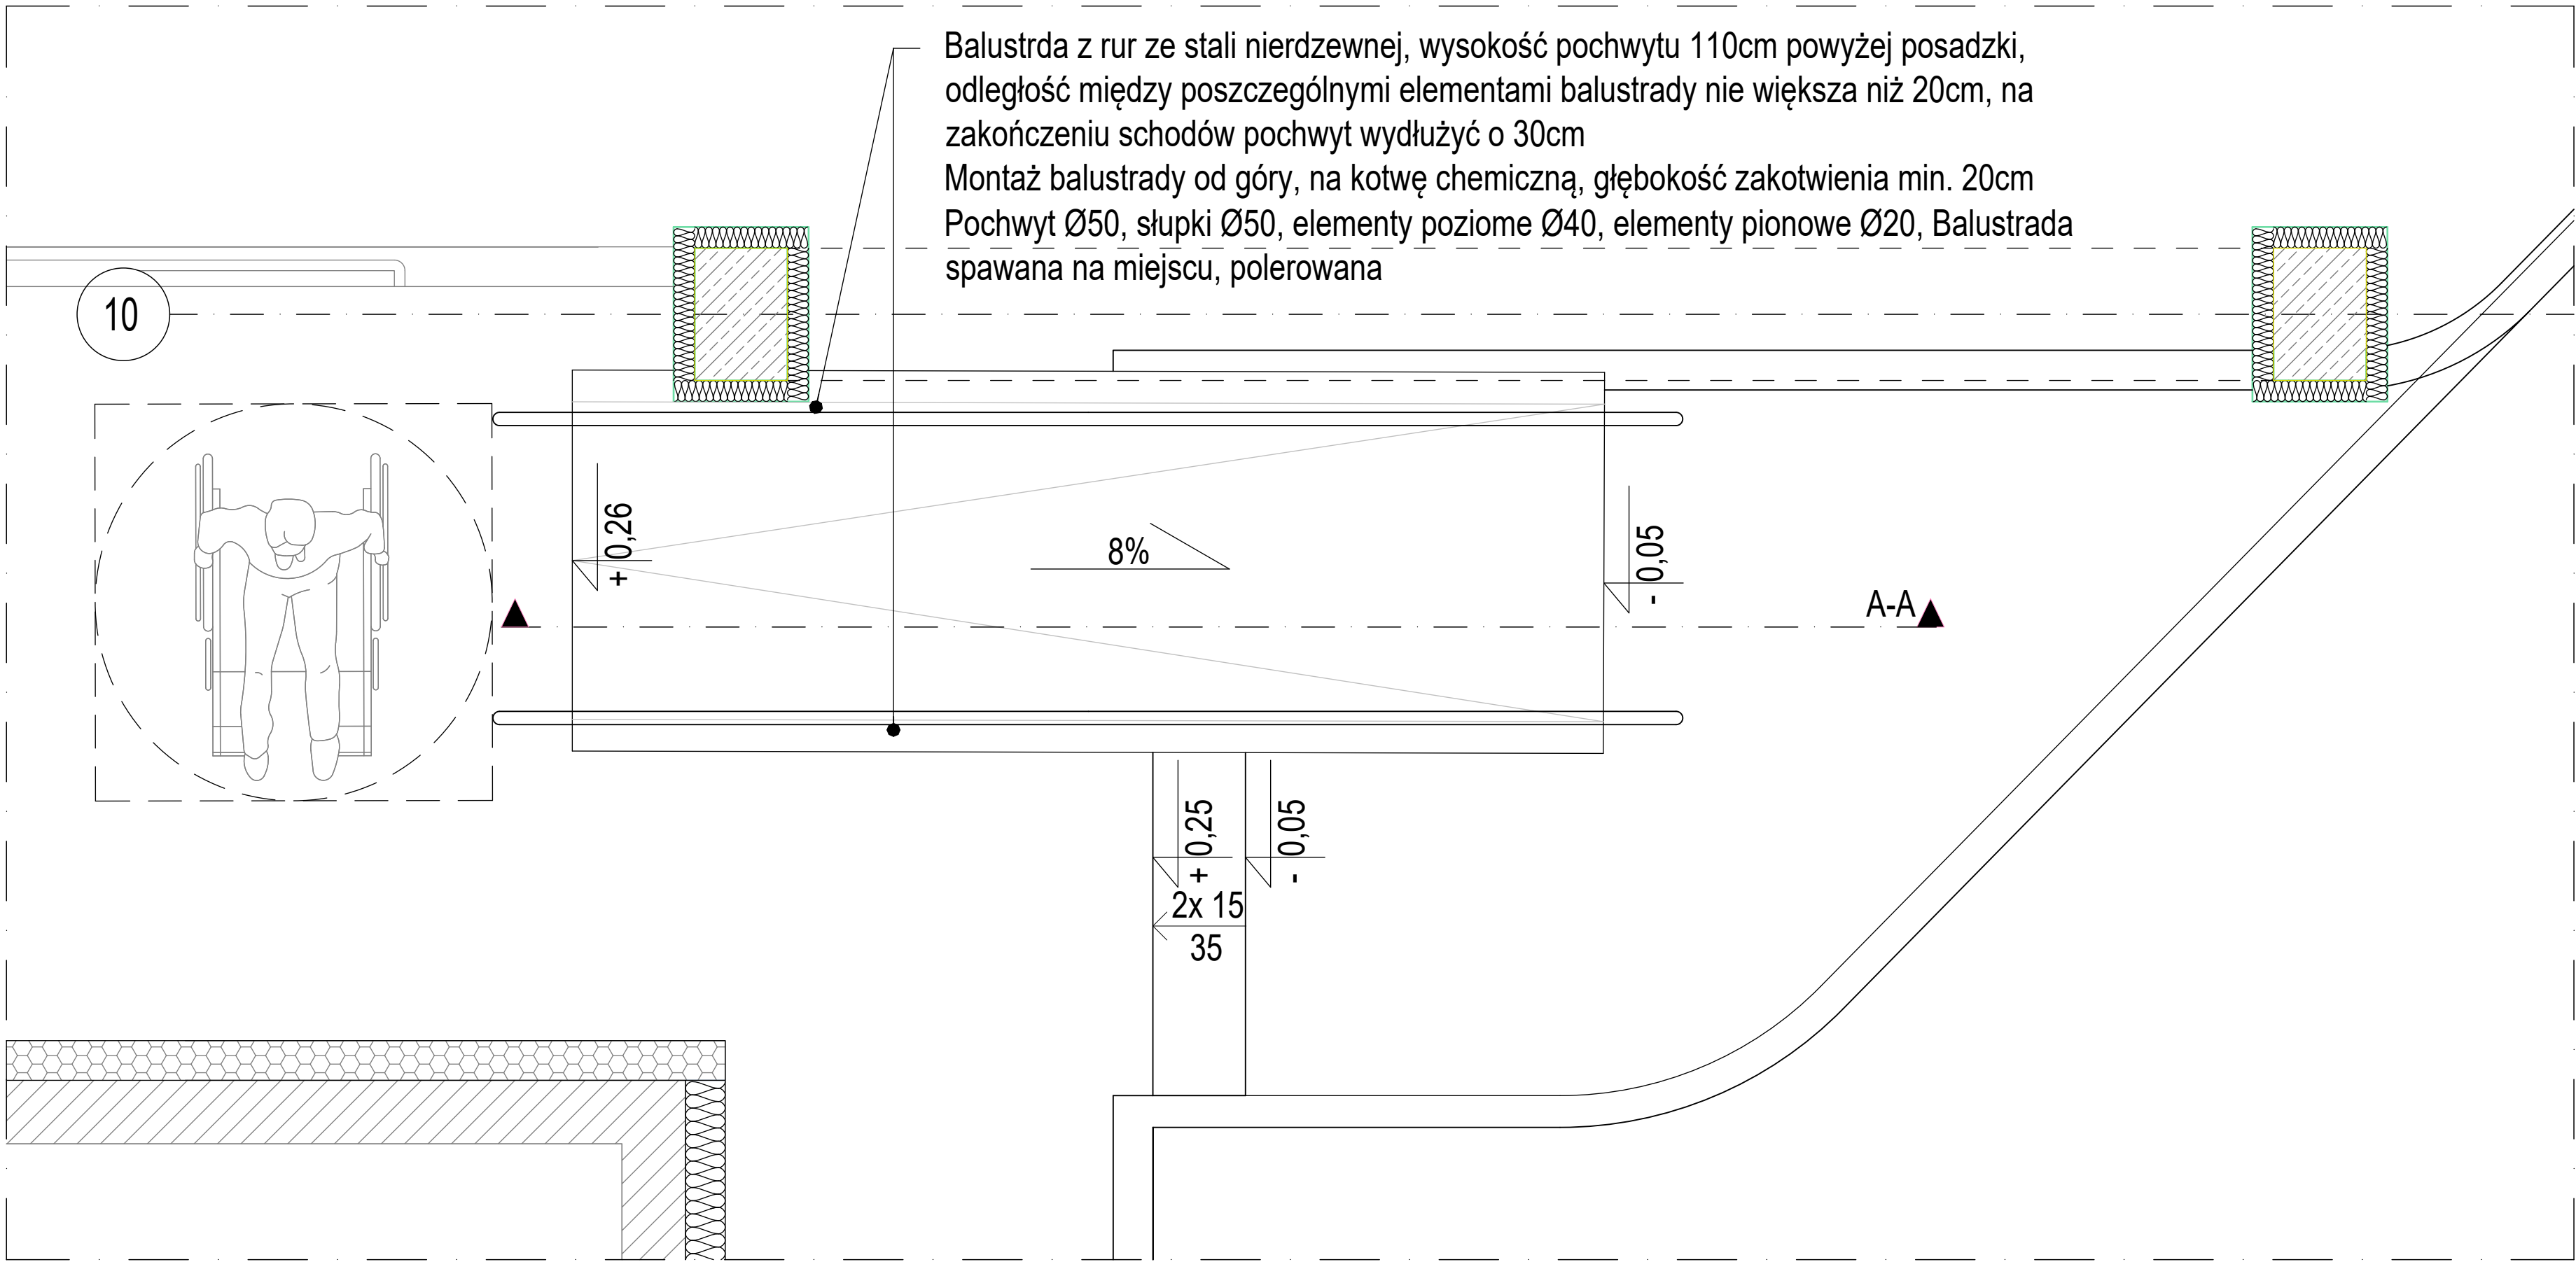 Balustrda z rur ze stali nierdzewnej, wysokość pochwytu 110cm powyżej posadzki,
odległość między poszczególnymi elementami balustrady nie większa niż 20cm, na
zakończeniu schodów pochwyt wydłużyć o 30cm
Montaż balustrady od góry, na kotwę chemiczną, głębokość zakotwienia min. 20cm
Pochwyt Ø50, słupki Ø50, elementy poziome Ø40, elementy pionowe Ø20, Balustrada
spawana na miejscu, polerowana
10
+ 0,26
8%
- 0,05
A-A
+ 0,25
- 0,05
2x 15
35